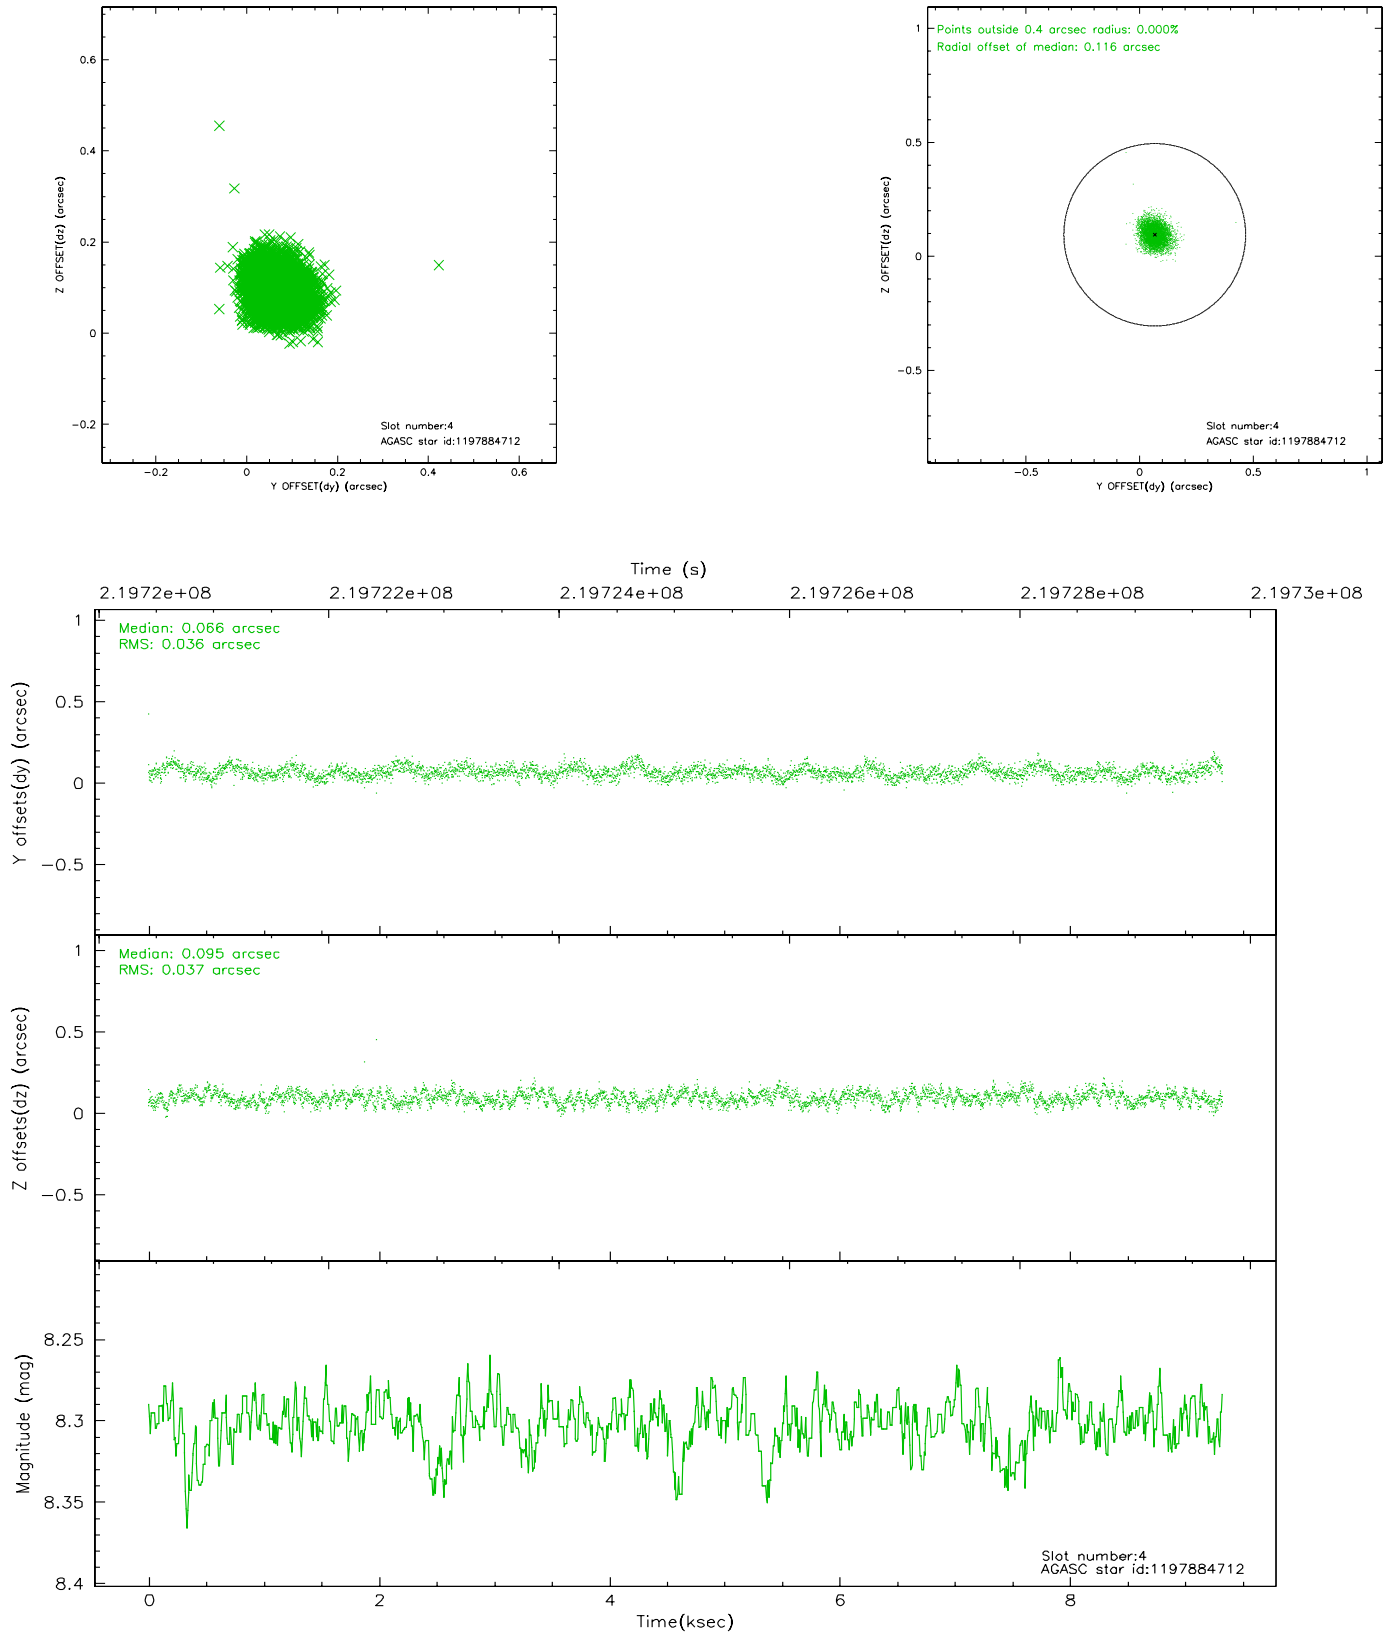 0.6
0.4
0.2
0
-0.2
Z OFFSET(dz) (arcsec)
-0.2 0 0.2 0.4 0.6
Y OFFSET(dy) (arcsec)
Slot number:4
AGASC star id:1197884712
Points outside 0.4 arcsec radius: 0.000%
Radial offset of median: 0.116 arcsec
1
0.5
0
-0.5
Z OFFSET(dz) (arcsec)
-0.5 0 0.5 1
Y OFFSET(dy) (arcsec)
Slot number:4
AGASC star id:1197884712
Time (s)
2.1972e+08 2.19722e+08 2.19724e+08 2.19726e+08 2.19728e+08 2.1973e+08
Median: 0.066 arcsec
RMS: 0.036 arcsec
1
0.5
0
-0.5
Y offsets(dy) (arcsec)
Median: 0.095 arcsec
RMS: 0.037 arcsec
1
0.5
0
-0.5
Z offsets(dz) (arcsec)
8.25
8.3
8.35
8.4
Magnitude (mag)
Slot number:4
AGASC star id:1197884712
0 2 4 6 8
Time(ksec)